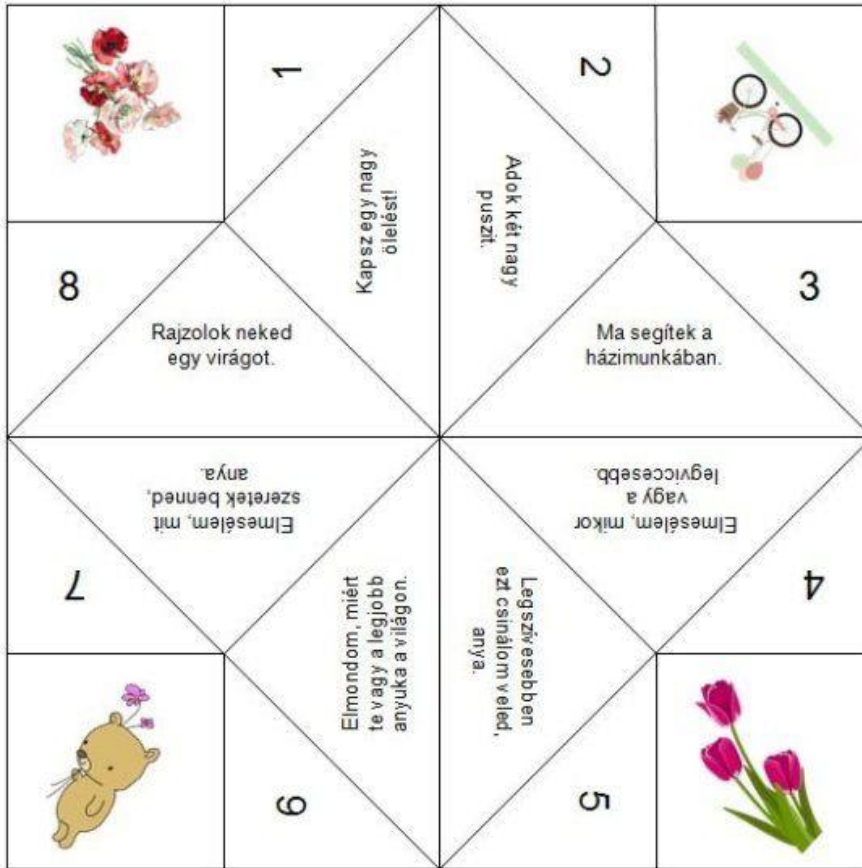 1
Kapsz egy nagy
ölelést!
2
Adok két nagy
puszit.
3
Ma segítek a
házimunkában.
4
Elmesélem, mikor
vagy a
legviccesebb.
5
Legszívesebben
ezt csinálom veled,
anya.
6
Elmondom, miért
te vagy a legjobb
anyuka a világon.
7
Elmesélem, mit
szeretek benned,
anya.
8
Rajzolok neked
egy virágot.